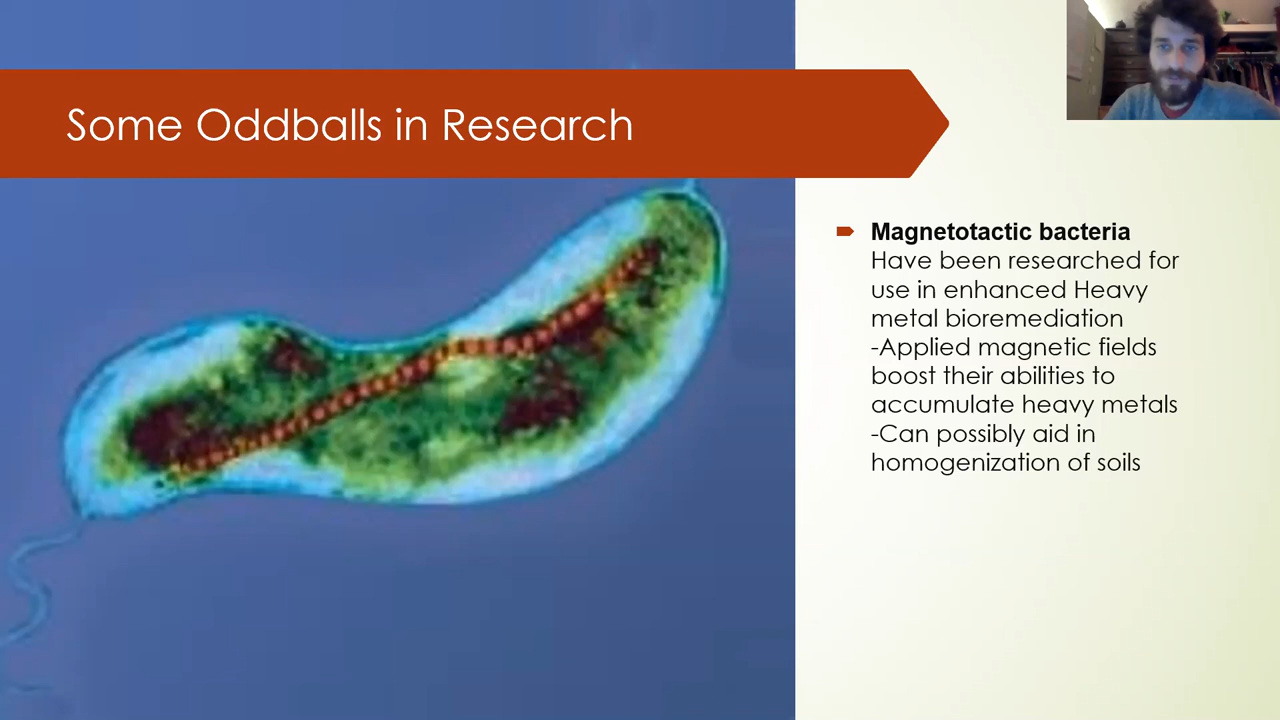 Some Oddballs in Research
Magnetotactic bacteria
Have been researched for
use in enhanced Heavy
metal bioremediation
-Applied magnetic fields
boost their abilities to
accumulate heavy metals
-Can possibly aid in
homogenization of soils